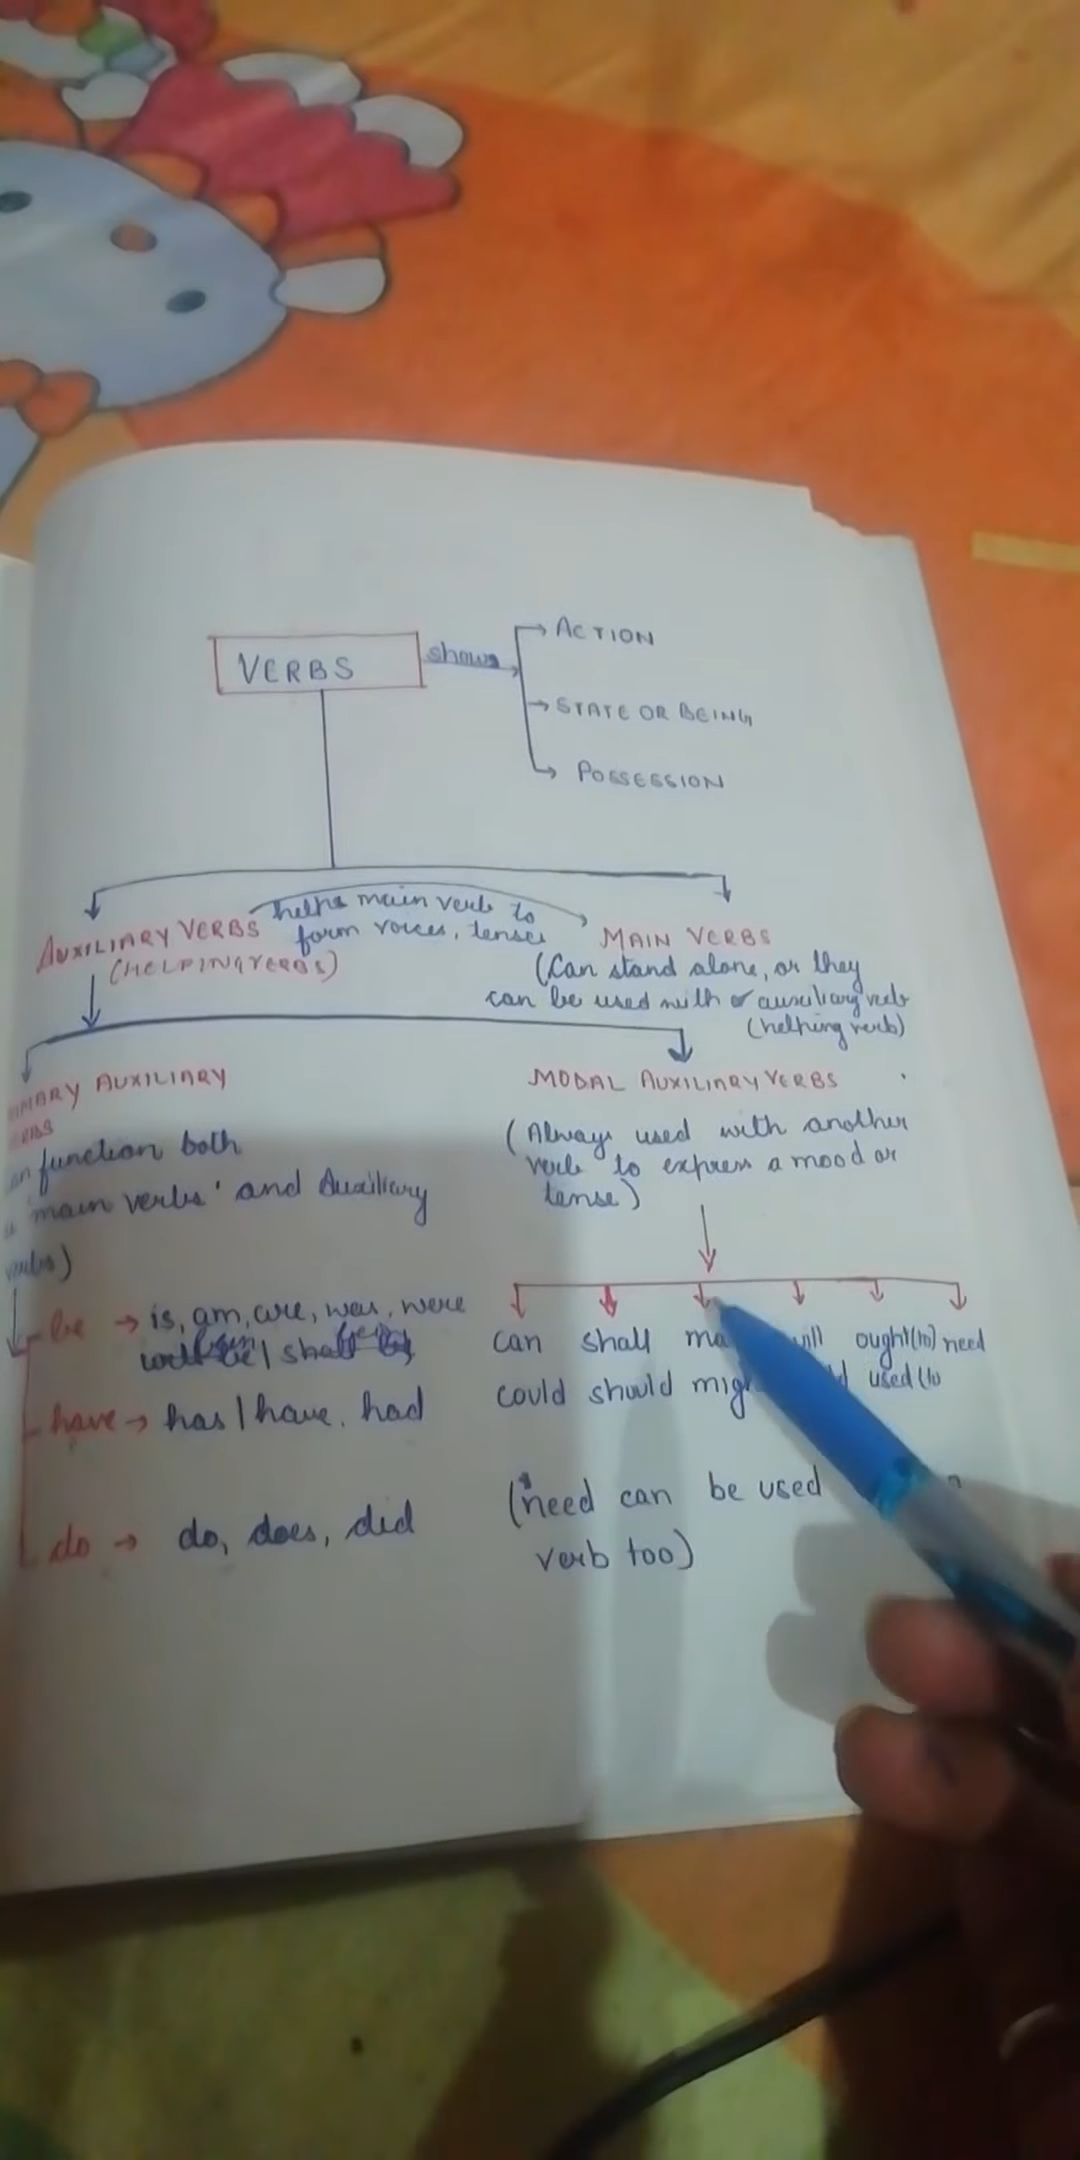 VERBS
shows
→ ACTION
→ STATE OR BEING
→ POSSESSION
AUXILIARY VERBS
(HELPING VERBS)
helps main verb to
form voices, tenses
MAIN VERBS
(Can stand alone, or they
can be used with or auxiliary verb
(helping verb)
AUXILIARY
function both
'main verbs' and Auxiliary
MODAL AUXILIARY VERBS
(Always used with another
verb to express a mood or
tense)
be → is, am, are, was, were
have → has/have, had
do → do, does, did
can shall ought(to) need
could should used (to
(need can be used
verb too)